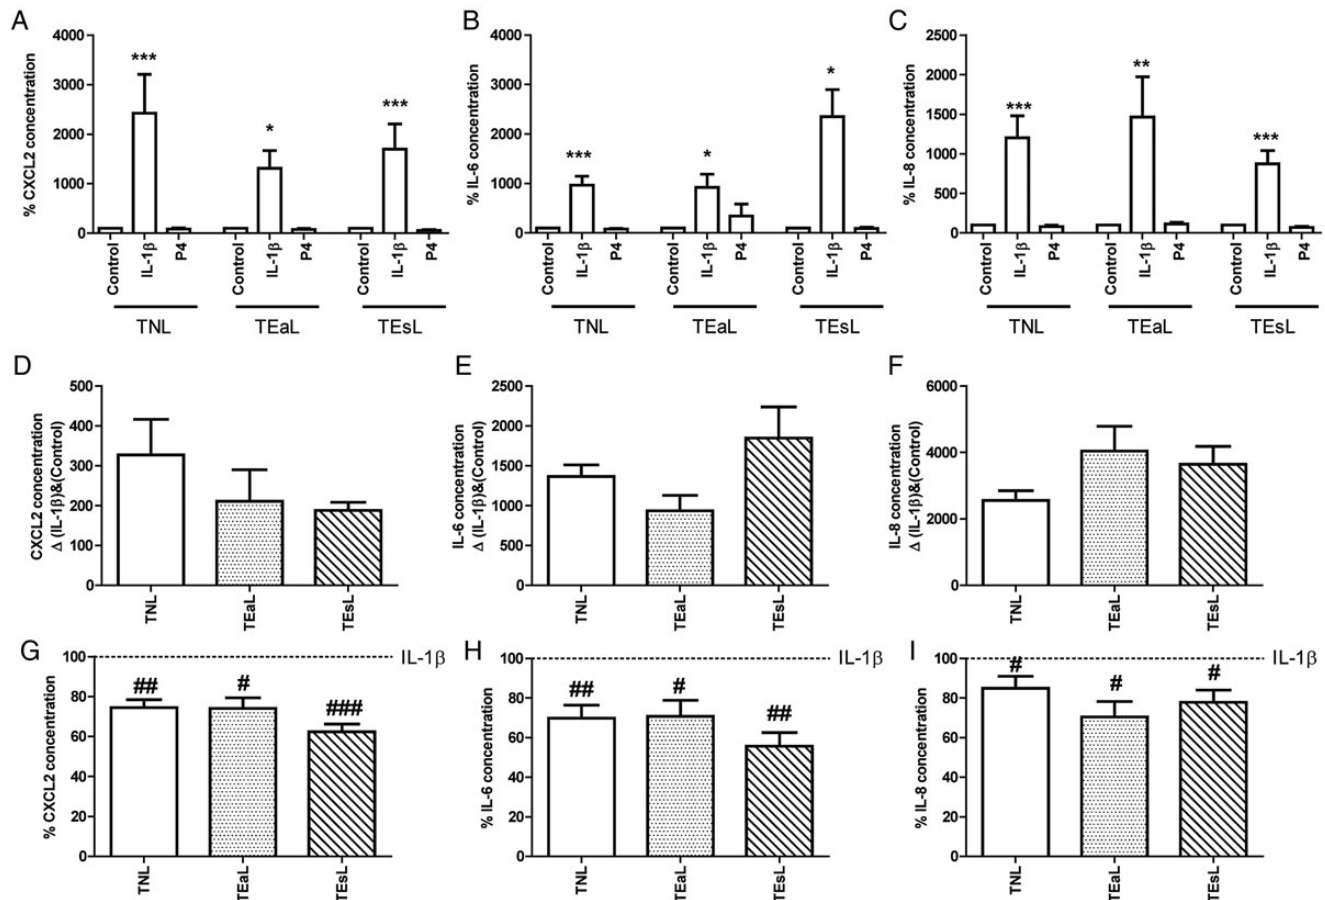 A
% CXCL2 concentration
4000
3000
2000
1000
0
***
*
***
Control
IL-1β
P4
Control
IL-1β
P4
Control
IL-1β
P4
TNL
TEaL
TEsL
B
% IL-6 concentration
4000
3000
2000
1000
0
***
*
*
Control
IL-1β
P4
Control
IL-1β
P4
Control
IL-1β
P4
TNL
TEaL
TEsL
C
% IL-8 concentration
2500
2000
1500
1000
500
0
***
**
***
Control
IL-1β
P4
Control
IL-1β
P4
Control
IL-1β
P4
TNL
TEaL
TEsL
D
CXCL2 concentration
Δ (IL-1β)&(Control)
500
400
300
200
100
0
TNL
TEaL
TEsL
E
IL-6 concentration
Δ (IL-1β)&(Control)
2500
2000
1500
1000
500
0
TNL
TEaL
TEsL
F
IL-8 concentration
Δ (IL-1β)&(Control)
6000
4000
2000
0
TNL
TEaL
TEsL
G
% CXCL2 concentration
100
80
60
40
20
0
IL-1β
##
#
###
TNL
TEaL
TEsL
H
% IL-6 concentration
100
80
60
40
20
0
IL-1β
##
#
##
TNL
TEaL
TEsL
I
% IL-8 concentration
100
80
60
40
20
0
IL-1β
#
#
#
TNL
TEaL
TEsL